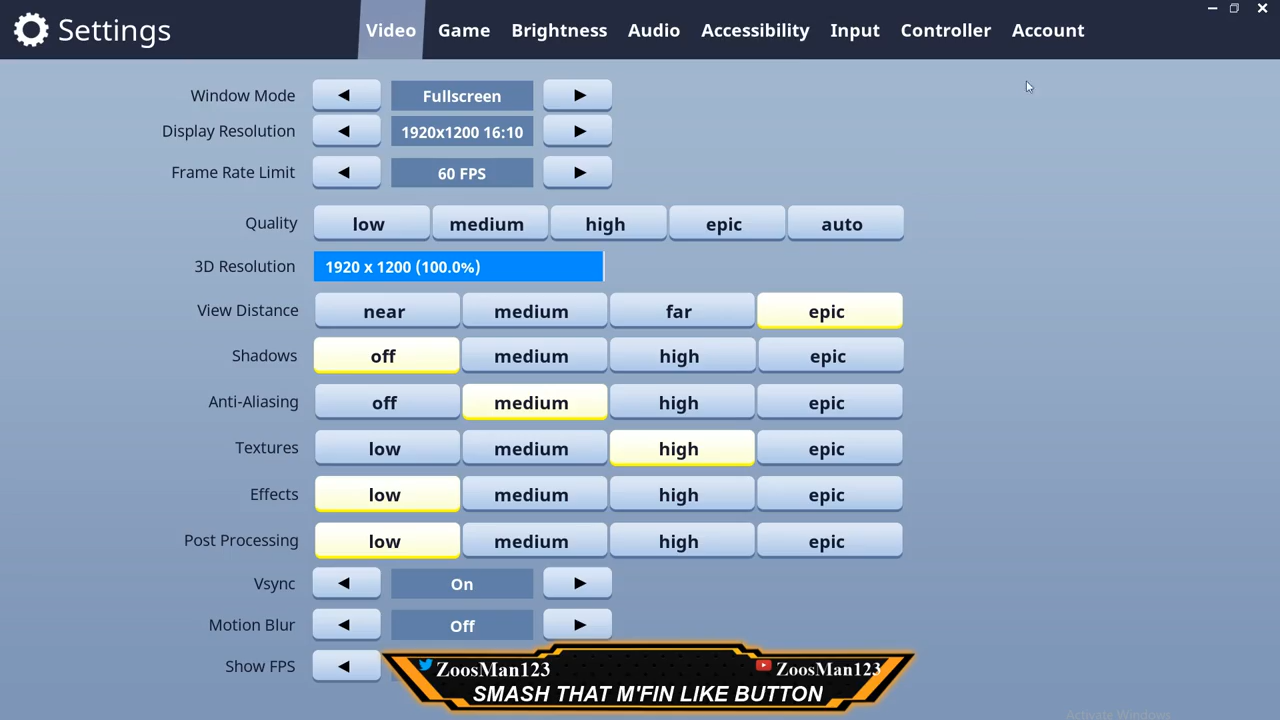 Settings
Video Game Brightness Audio Accessibility Input Controller Account
Window Mode ◀ Fullscreen ▶
Display Resolution ◀ 1920x1200 16:10 ▶
Frame Rate Limit ◀ 60 FPS ▶
Quality low medium high epic auto
3D Resolution 1920 x 1200 (100.0%)
View Distance near medium far epic
Shadows off medium high epic
Anti-Aliasing off medium high epic
Textures low medium high epic
Effects low medium high epic
Post Processing low medium high epic
Vsync ◀ On ▶
Motion Blur ◀ Off ▶
Show FPS ◀
ZoosMan123 ZoosMan123
SMASH THAT M'FIN LIKE BUTTON
Activate Windows